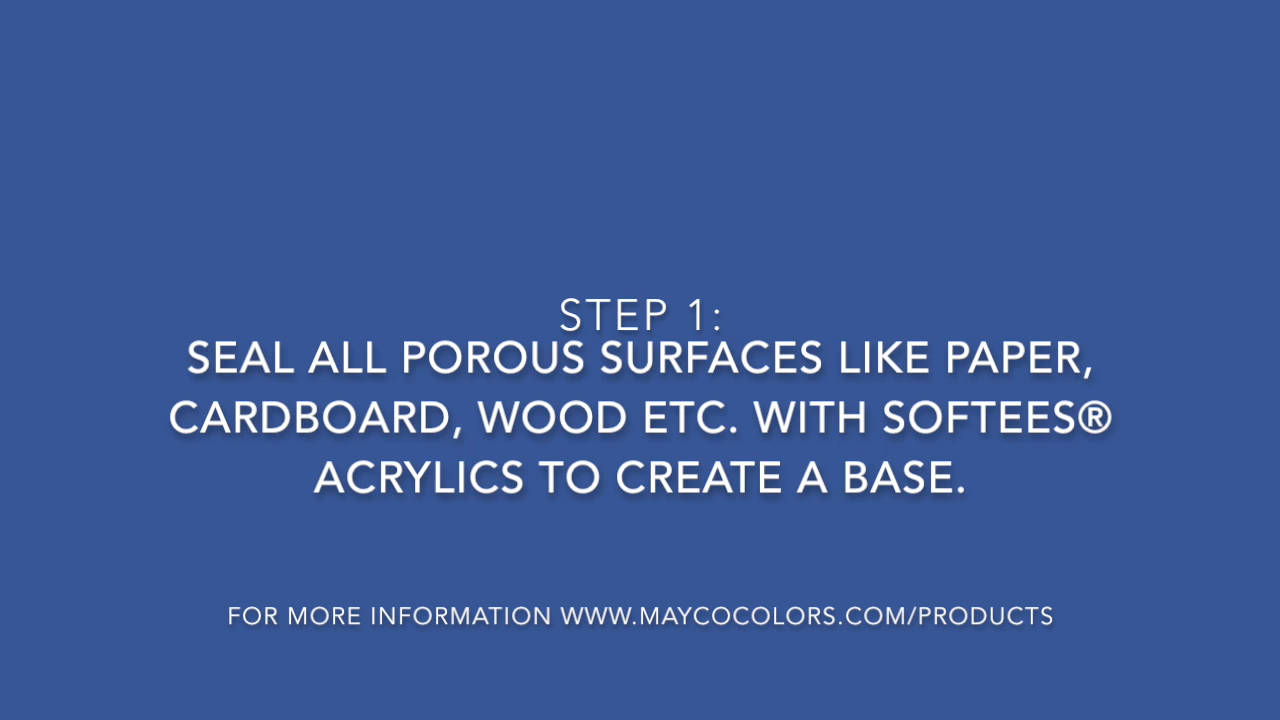 STEP 1:
SEAL ALL POROUS SURFACES LIKE PAPER,
CARDBOARD, WOOD ETC. WITH SOFTEES®
ACRYLICS TO CREATE A BASE.
FOR MORE INFORMATION WWW.MAYCOCOLORS.COM/PRODUCTS